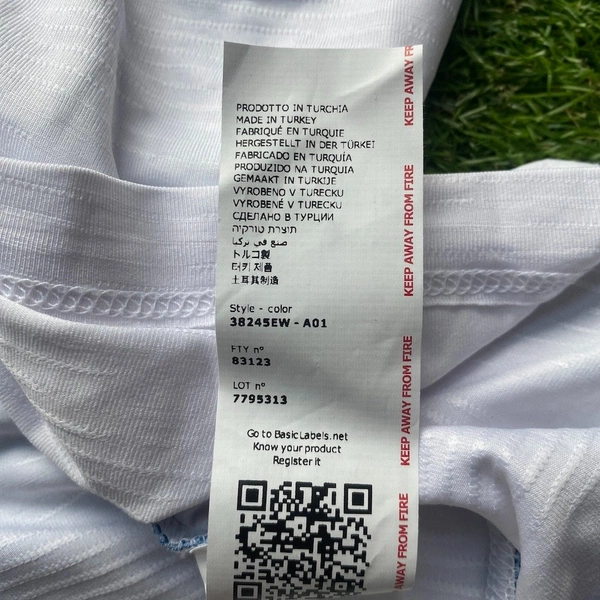 PRODOTTO IN TURCHIA
MADE IN TURKEY
FABRIQUÉ EN TURQUIE
HERGESTELLT IN DER TÜRKEI
FABRICADO EN TURQUÍA
PRODUZIDO NA TURQUIA
GEMAAKT IN TURKIJE
VYROBENO V TURECKU
VYROBENÉ V TURECKU
СДЕЛАНО В ТУРЦИИ
תוצרת טורקיה
صنع في تركيا
トルコ製
터키 제품
土耳其制造
Style - color
38245EW - A01
FTY n°
83123
LOT n°
7795313
Go to BasicLabels.net
Know your product
Register it
KEEP AWAY FROM FIRE
KEEP AWAY FROM FIRE
KEEP AWAY F
AWAY FROM FIRE